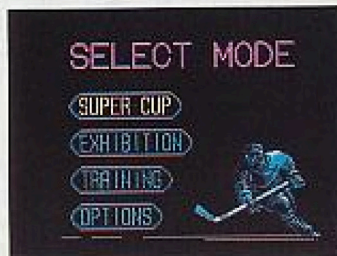 SELECT MODE
SUPER CUP
EXHIBITION
TRAINING
OPTIONS